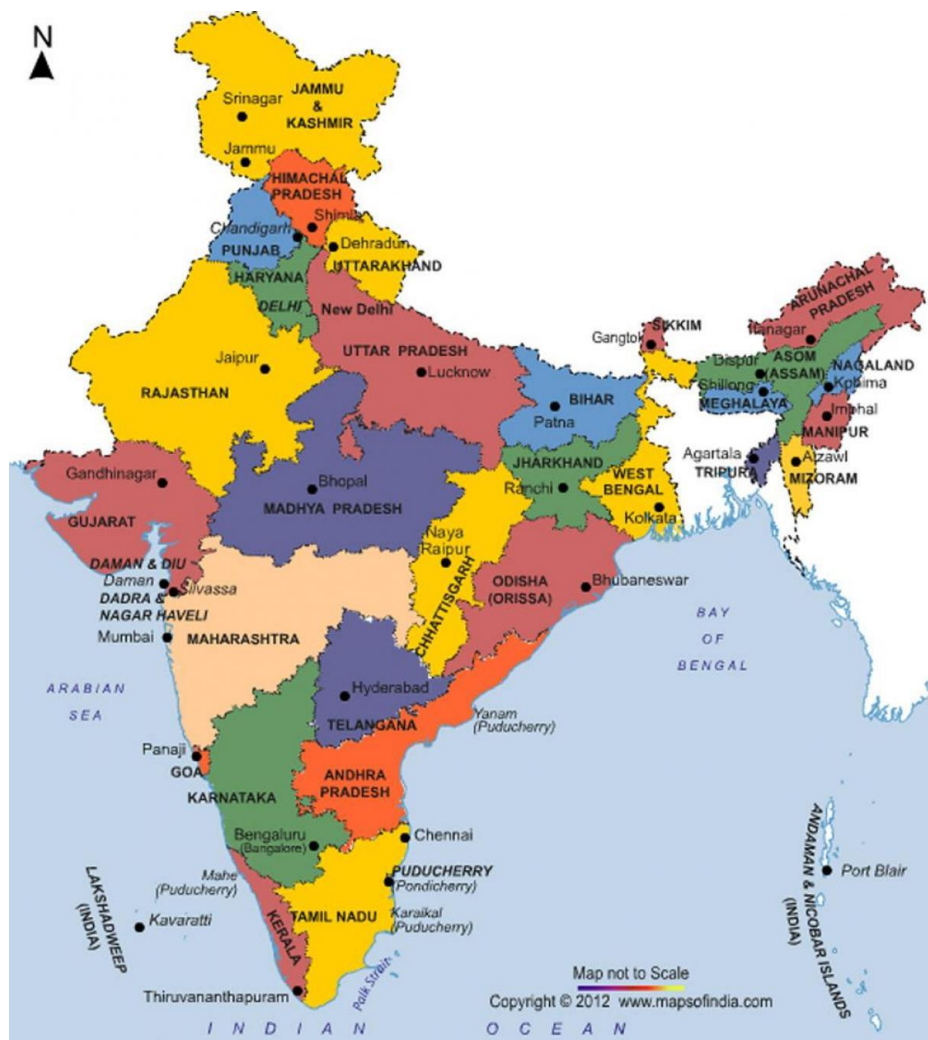 N
JAMMU
&
KASHMIR
Srinagar
Jammu
HIMACHAL
PRADESH
Shimla
Chandigarh
PUNJAB
Dehradun
UTTARAKHAND
HARYANA
DELHI
New Delhi
ARUNACHAL
PRADESH
Itanagar
SIKKIM
Gangtok
UTTAR PRADESH
Lucknow
Jaipur
RAJASTHAN
Dispur
ASOM
(ASSAM)
NAGALAND
Kohima
Shillong
MEGHALAYA
Imphal
MANIPUR
BIHAR
Patna
Agartala
TRIPURA
Aizawl
MIZORAM
JHARKHAND
Ranchi
WEST
BENGAL
Kolkata
Gandhinagar
GUJARAT
Bhopal
MADHYA PRADESH
Naya
Raipur
CHHATTISGARH
ODISHA
(ORISSA)
Bhubaneswar
DAMAN & DIU
Daman
Silvassa
DADRA &
NAGAR HAVELI
Mumbai
MAHARASHTRA
BAY
OF
BENGAL
ARABIAN
SEA
Hyderabad
TELANGANA
Yanam
(Puducherry)
Panaji
GOA
KARNATAKA
ANDHRA
PRADESH
Bengaluru
(Bangalore)
Chennai
Mahe
(Puducherry)
PUDUCHERRY
(Pondicherry)
LAKSHADWEEP
(INDIA)
Kavaratti
KERALA
TAMIL NADU
Karaikal
(Puducherry)
Palk Strait
Thiruvananthapuram
ANDAMAN & NICOBAR ISLANDS
(INDIA)
Port Blair
Map not to Scale
Copyright © 2012 www.mapsofindia.com
INDIAN OCEAN